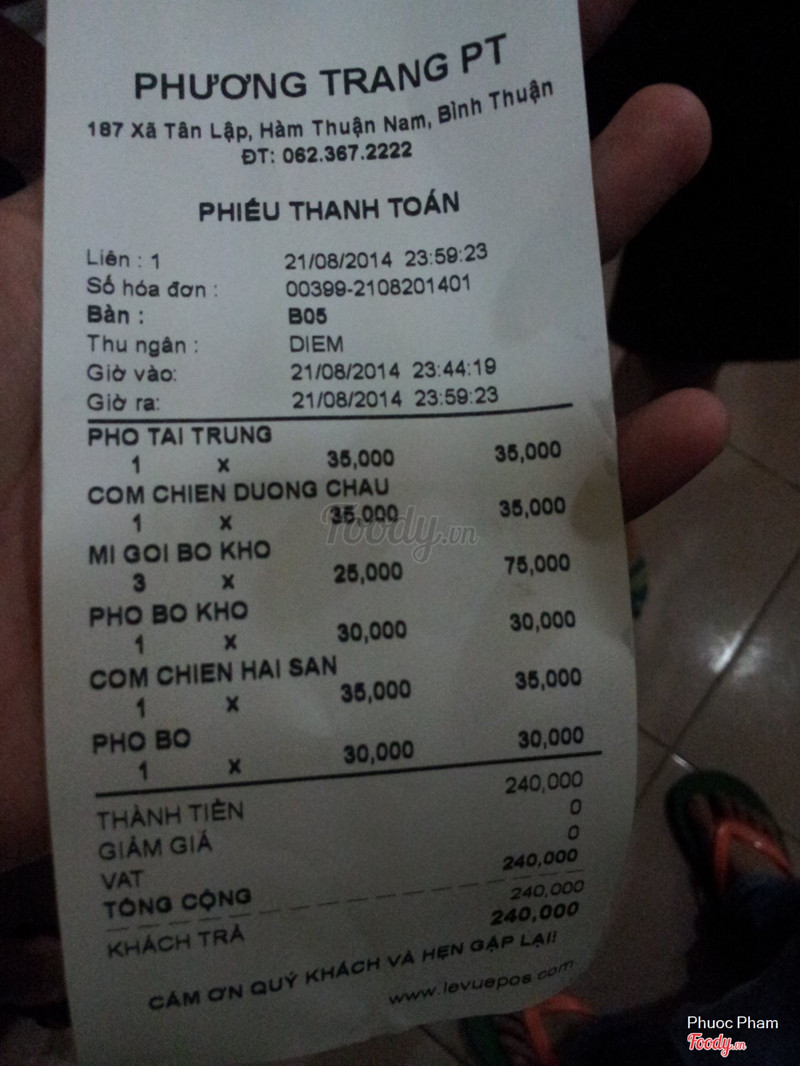 PHƯƠNG TRANG PT
187 Xã Tân Lập, Hàm Thuận Nam, Bình Thuận
ĐT: 062.367.2222
PHIẾU THANH TOÁN
Liên : 1 21/08/2014 23:59:23
Số hóa đơn : 00399-2108201401
Bàn : B05
Thu ngân : DIEM
Giờ vào: 21/08/2014 23:44:19
Giờ ra: 21/08/2014 23:59:23
PHO TAI TRUNG
1 x 35,000 35,000
COM CHIEN DUONG CHAU
1 x 35,000 35,000
Foody.vn
MI GOI BO KHO
3 x 25,000 75,000
PHO BO KHO
1 x 30,000 30,000
COM CHIEN HAI SAN
1 x 35,000 35,000
PHO BO
1 x 30,000 30,000
THÀNH TIỀN 240,000
GIẢM GIÁ 0
VAT 0
TỔNG CỘNG 240,000
240,000
KHÁCH TRẢ 240,000
CÁM ƠN QUÝ KHÁCH VÀ HẸN GẶP LẠI!
www.levuepos.com
Phuoc Pham
Foody.vn